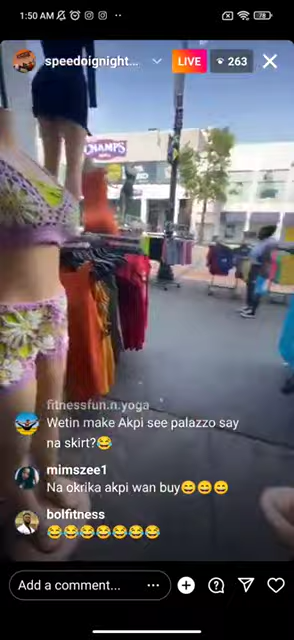 1:50 AM
78
speedoignight...
LIVE
263
CHAMPS
fitnessfun.n.yoga
Wetin make Akpi see palazzo say
na skirt?😂
mimszee1
Na okrika akpi wan buy😄😄😄
bolfitness
😂😂😂😂😂😂😂
Add a comment...